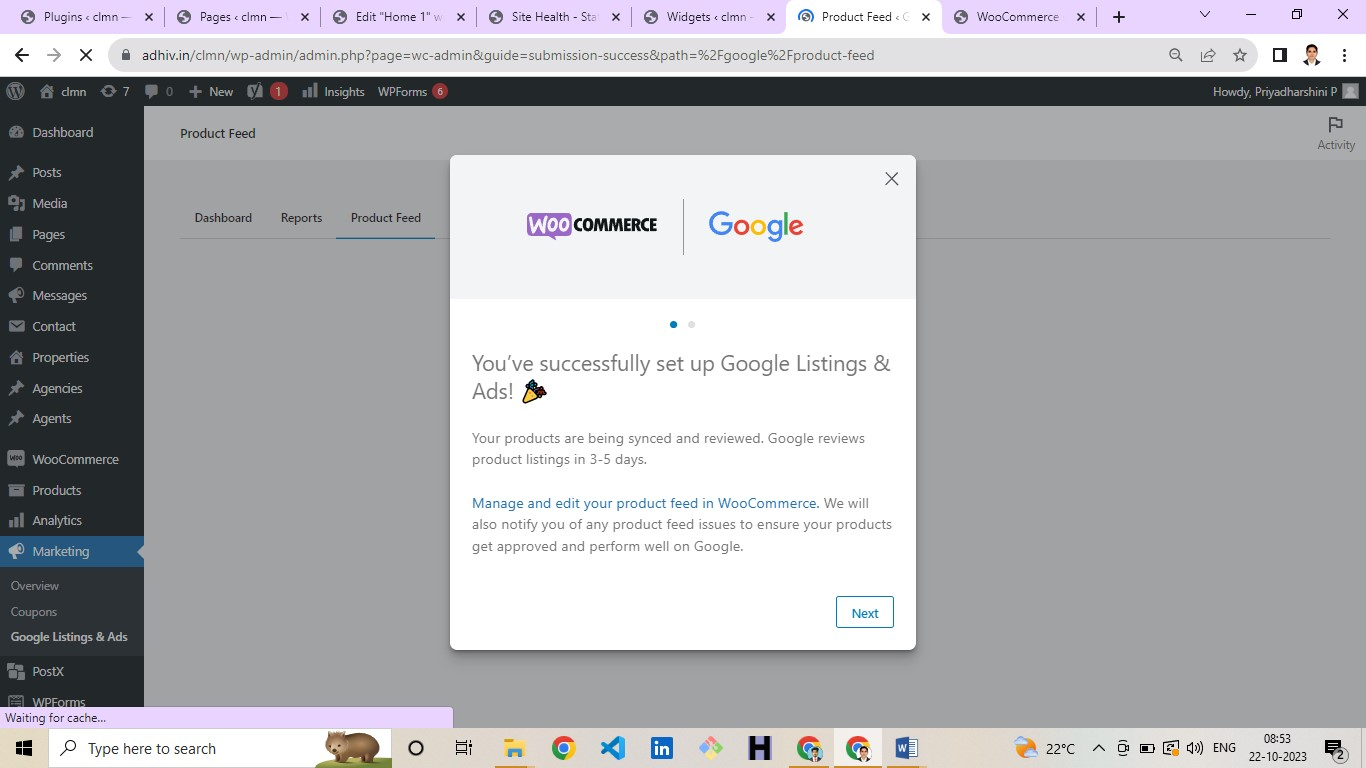 Plugins ‹ clmn —
Pages ‹ clmn —
Edit "Home 1" w
Site Health - Sta
Widgets ‹ clmn -
Product Feed ‹ G
WooCommerce
adhiv.in/clmn/wp-admin/admin.php?page=wc-admin&guide=submission-success&path=%2Fgoogle%2Fproduct-feed
clmn
7
0
New
1
Insights
WPForms 6
Howdy, Priyadharshini P
Dashboard
Posts
Media
Pages
Comments
Messages
Contact
Properties
Agencies
Agents
WooCommerce
Products
Analytics
Marketing
Overview
Coupons
Google Listings & Ads
PostX
WPForms
Waiting for cache...
Product Feed
Activity
Dashboard
Reports
Product Feed
WOO COMMERCE
Google
You've successfully set up Google Listings &
Ads!
Your products are being synced and reviewed. Google reviews
product listings in 3-5 days.
Manage and edit your product feed in WooCommerce. We will
also notify you of any product feed issues to ensure your products
get approved and perform well on Google.
Next
Type here to search
22°C
ENG
08:53
22-10-2023
2